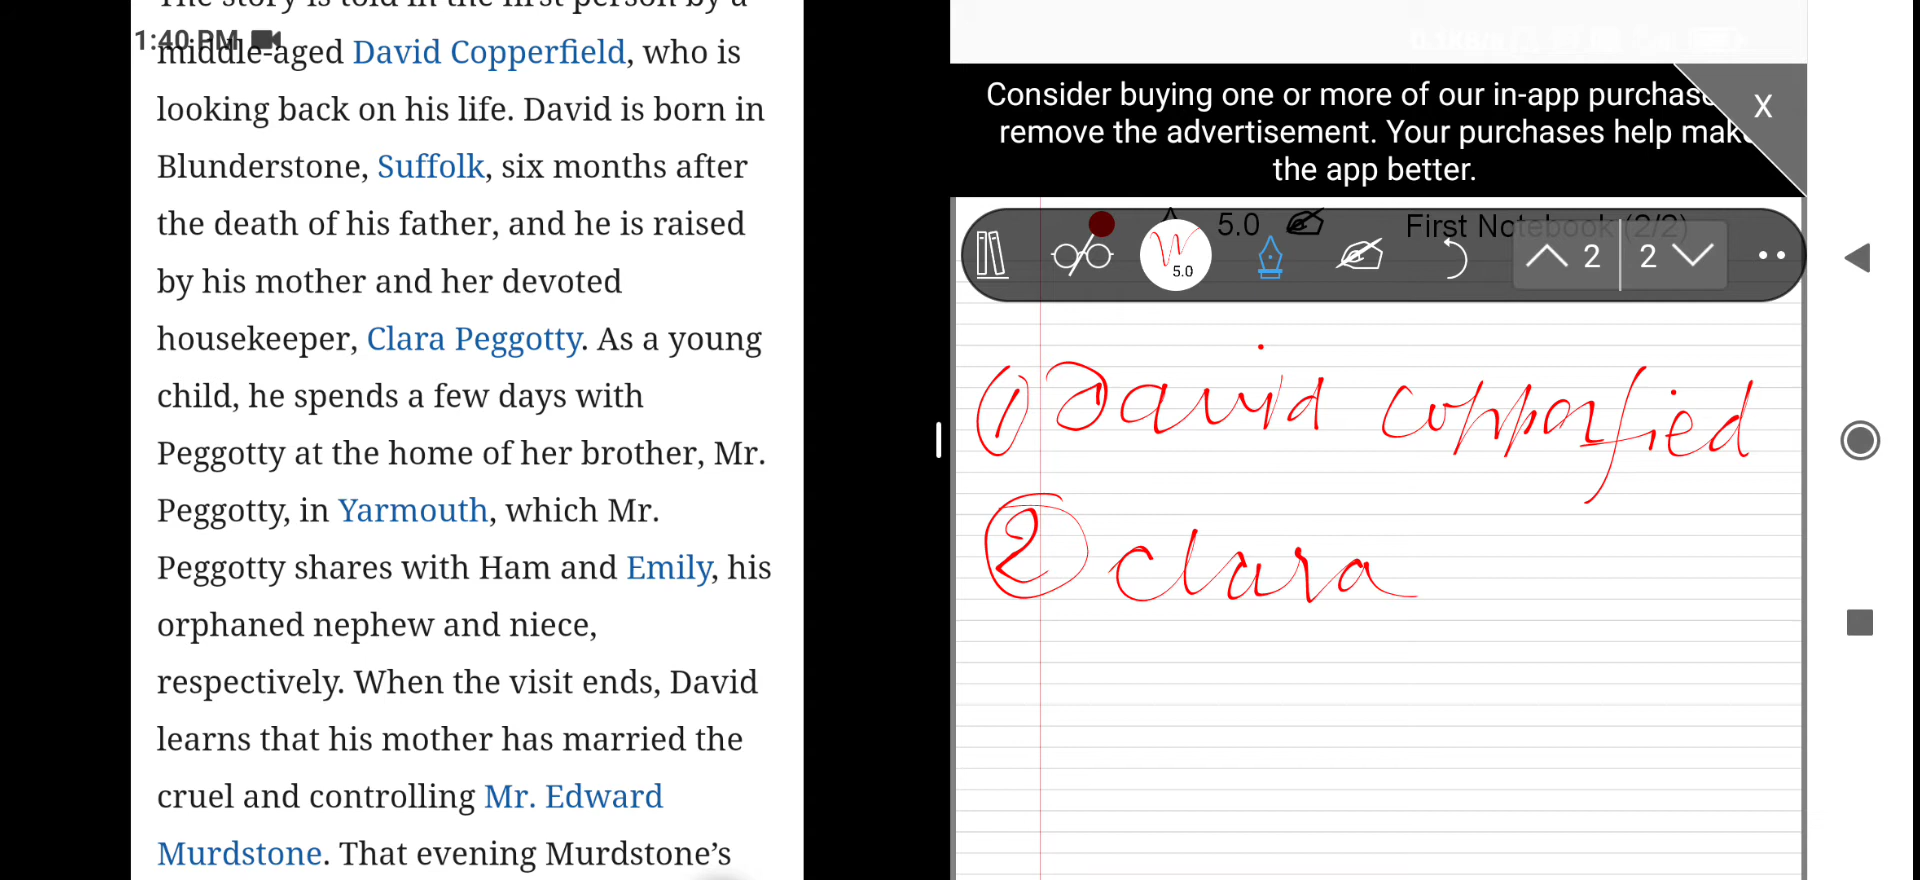 1:40 PM
middle-aged David Copperfield, who is
looking back on his life. David is born in
Blunderstone, Suffolk, six months after
the death of his father, and he is raised
by his mother and her devoted
housekeeper, Clara Peggotty. As a young
child, he spends a few days with
Peggotty at the home of her brother, Mr.
Peggotty, in Yarmouth, which Mr.
Peggotty shares with Ham and Emily, his
orphaned nephew and niece,
respectively. When the visit ends, David
learns that his mother has married the
cruel and controlling Mr. Edward
Murdstone. That evening Murdstone’s
Consider buying one or more of our in-app
remove the advertisement. Your purchases help
the app better.
X
5.0 First Notebook (2/2)
5.0 2 2
1 David Copperfied
2 Clara